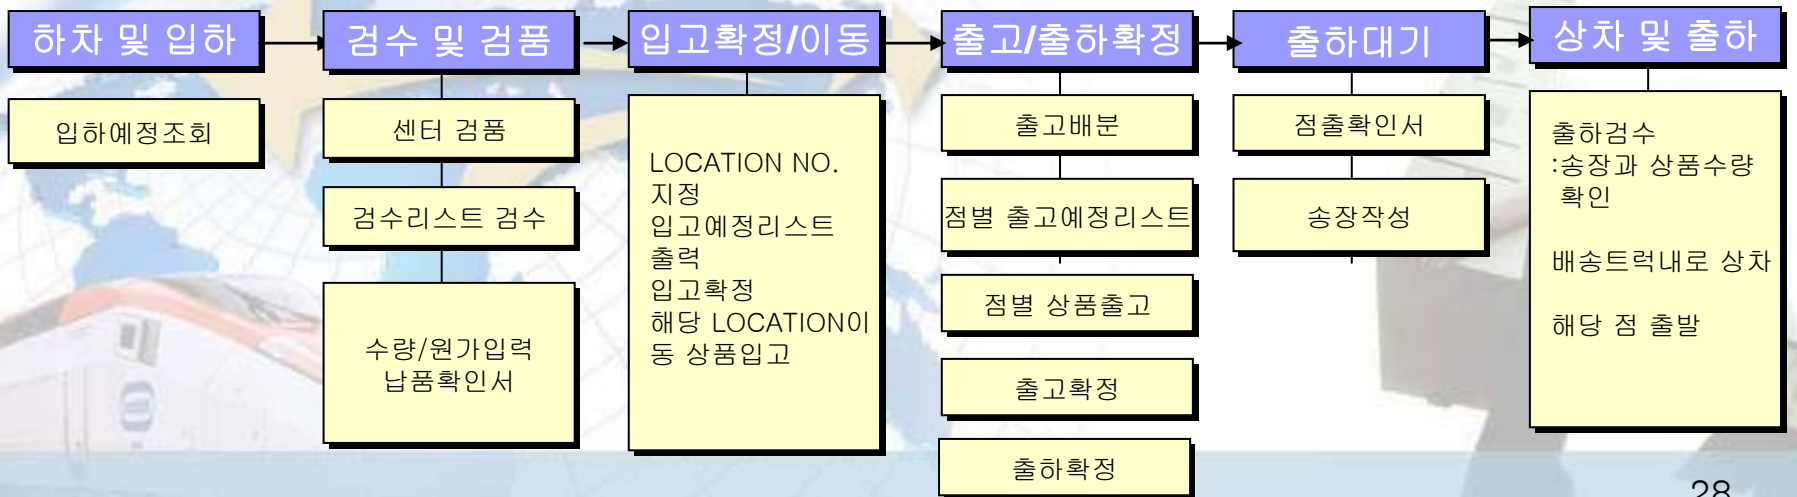 하차 및 입하
검수 및 검품
입고확정/이동
출고/출하확정
출하대기
상차 및 출하
입하예정조회
센터 검품
검수리스트 검수
수량/원가입력
납품확인서
LOCATION NO.
지정
입고예정리스트
출력
입고확정
해당 LOCATION이
동 상품입고
출고배분
점별 출고예정리스트
점별 상품출고
출고확정
출하확정
점출확인서
송장작성
출하검수
:송장과 상품수량
확인
배송트럭내로 상차
해당 점 출발
28